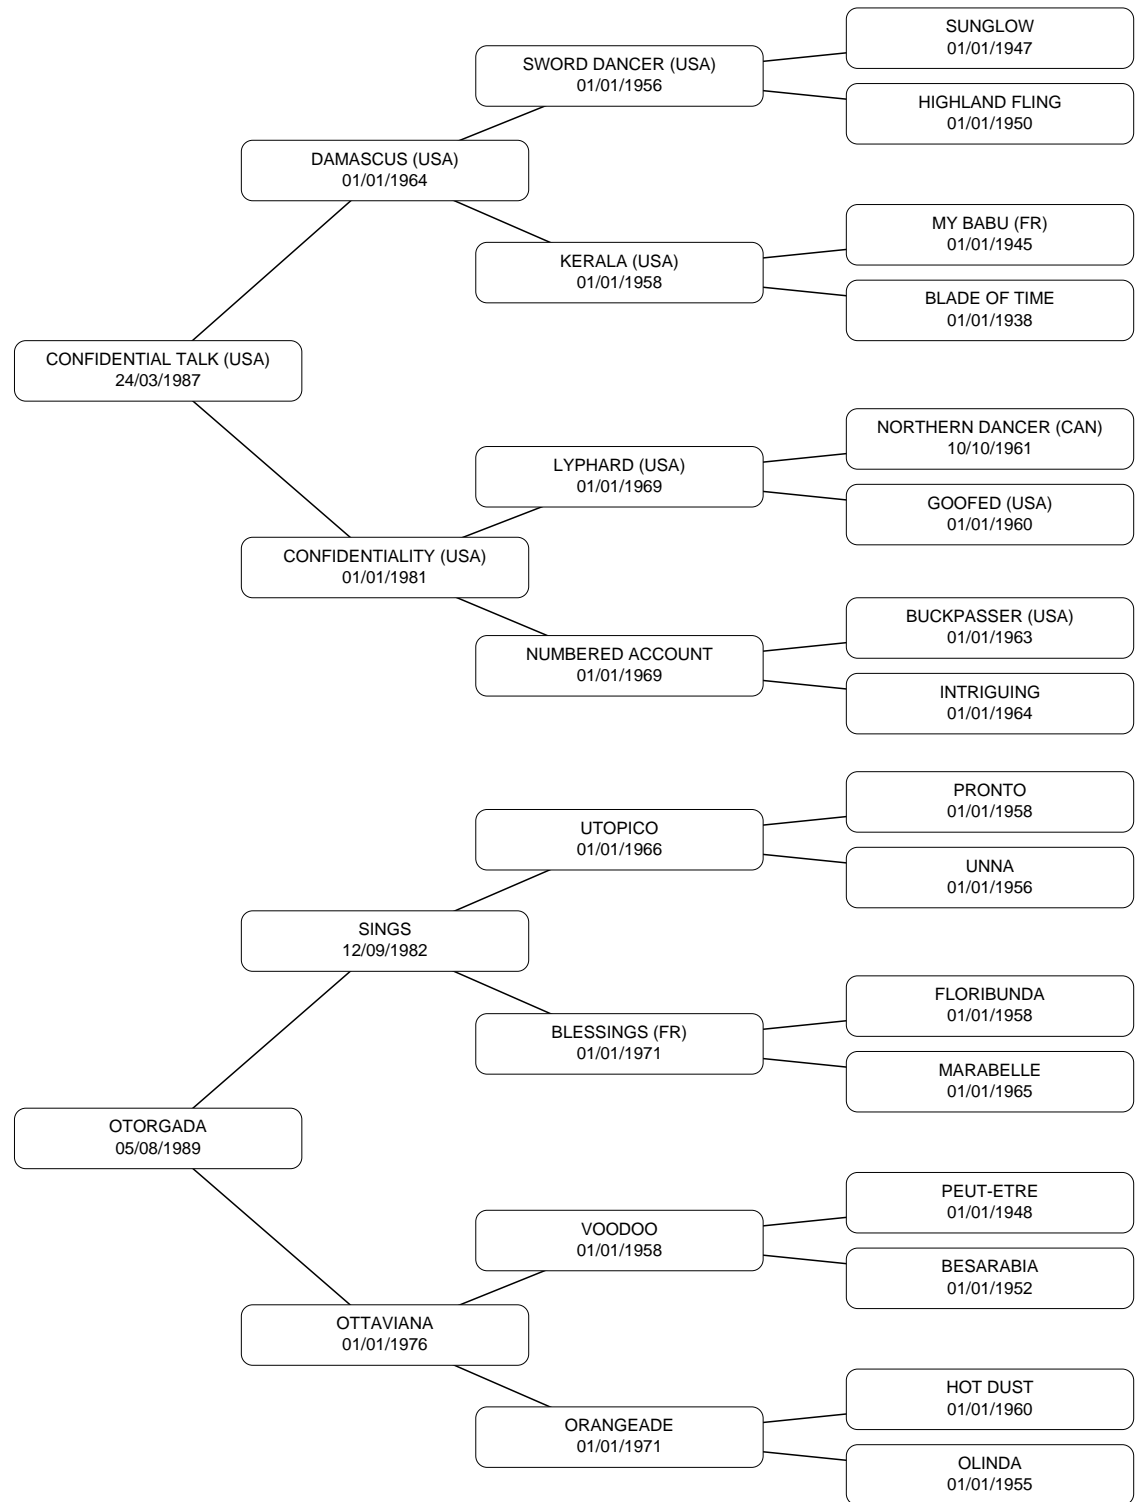 SUNGLOW
01/01/1947
SWORD DANCER (USA)
01/01/1956
HIGHLAND FLING
01/01/1950
DAMASCUS (USA)
01/01/1964
MY BABU (FR)
01/01/1945
KERALA (USA)
01/01/1958
BLADE OF TIME
01/01/1938
CONFIDENTIAL TALK (USA)
24/03/1987
NORTHERN DANCER (CAN)
10/10/1961
LYPHARD (USA)
01/01/1969
GOOFED (USA)
01/01/1960
CONFIDENTIALITY (USA)
01/01/1981
BUCKPASSER (USA)
01/01/1963
NUMBERED ACCOUNT
01/01/1969
INTRIGUING
01/01/1964
PRONTO
01/01/1958
UTOPICO
01/01/1966
UNNA
01/01/1956
SINGS
12/09/1982
FLORIBUNDA
01/01/1958
BLESSINGS (FR)
01/01/1971
MARABELLE
01/01/1965
OTORGADA
05/08/1989
PEUT-ETRE
01/01/1948
VOODOO
01/01/1958
BESARABIA
01/01/1952
OTTAVIANA
01/01/1976
HOT DUST
01/01/1960
ORANGEADE
01/01/1971
OLINDA
01/01/1955